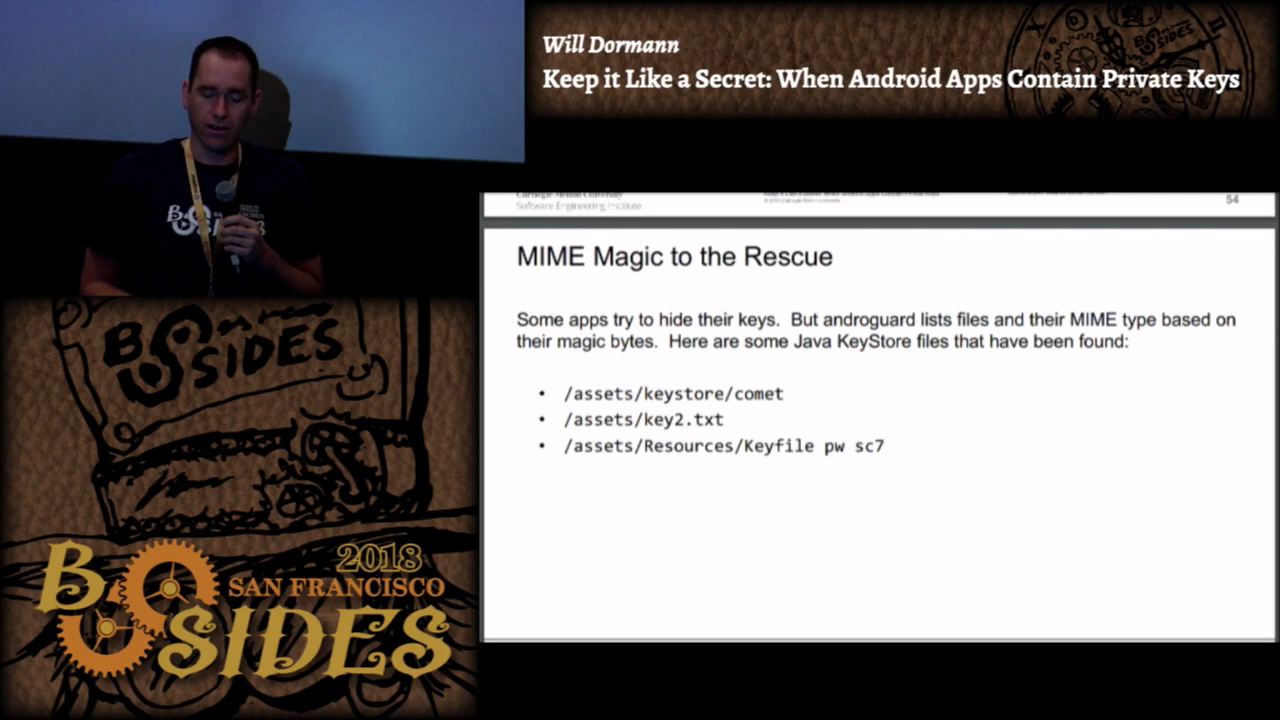 Will Dormann
Keep it Like a Secret: When Android Apps Contain Private Keys
BSIDES
Carnegie Mellon University
Software Engineering Institute
54
MIME Magic to the Rescue
Some apps try to hide their keys.  But androguard lists files and their MIME type based on
their magic bytes.  Here are some Java KeyStore files that have been found:
• /assets/keystore/comet
• /assets/key2.txt
• /assets/Resources/Keyfile pw sc7
BSIDES
2018
SAN FRANCISCO
BSIDES